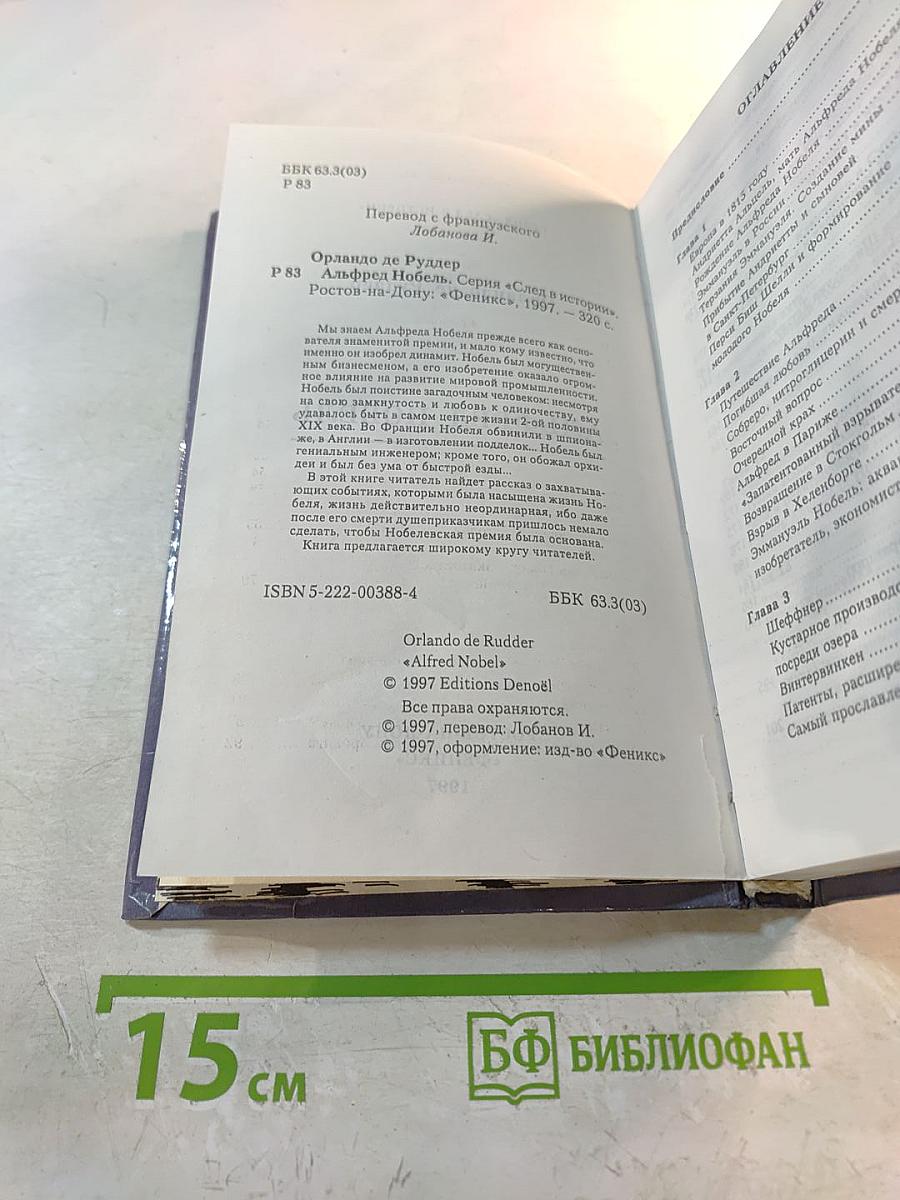 ББК 63.3(03)
Р 83
Перевод с французского
Лобанова И.
Орландо де Руддер
Р 83 Альфред Нобель. Серия «След в истории».
Ростов-на-Дону: «Феникс», 1997. — 320 с.
Мы знаем Альфреда Нобеля прежде всего как осно-
вателя знаменитой премии, и мало кому известно, что
именно он изобрел динамит. Нобель был могуществен-
ным бизнесменом, а его изобретение оказало огром-
ное влияние на развитие мировой промышленности.
Нобель был поистине загадочным человеком: несмотря
на свою замкнутость и любовь к одиночеству, ему
удавалось быть в самом центре жизни 2-ой половины
XIX века. Во Франции Нобеля обвинили в шпиона-
же, в Англии — в изготовлении подделок... Нобель был
гениальным инженером; кроме того, он обожал орхи-
деи и был без ума от быстрой езды...
В этой книге читатель найдет рассказ о захватыва-
ющих событиях, которыми была насыщена жизнь Но-
беля, жизнь действительно неординарная, ибо даже
после его смерти душеприказчикам пришлось немало
сделать, чтобы Нобелевская премия была основана.
Книга предлагается широкому кругу читателей.
ISBN 5-222-00388-4
ББК 63.3(03)
Orlando de Rudder
«Alfred Nobel»
© 1997 Editions Denoël
Все права охраняются.
© 1997, перевод: Лобанов И.
© 1997, оформление: изд-во «Феникс»
ОГЛАВЛЕНИЕ
Предисловие
Глава 1
Европа в 1815 году
Андриетта Альцель, мать Альфреда Нобеля
рождение Альфреда Нобеля
Терзания Эммануэля. Создание мины
Эммануэль в России
Прибытие Андриетты и сыновей
в Санкт-Петербург
Перси Биш Шелли и формирование
молодого Нобеля
Глава 2
Путешествие Альфреда
Погибшая любовь
Собреро, нитроглицерин и смер
Восточный вопрос
Очередной крах
Альфред в Париже
«Запатентованный взрывате
Возвращение в Стокгольм
Взрыв в Хеленборге
Эммануэль Нобель: аквар
изобретатель, экономист
Глава 3
Шеффнер
Кустарное производс
посреди озера
Винтервинкен
Патенты, расшире
Самый прославле
15 см
БФ БИБЛИОФАН